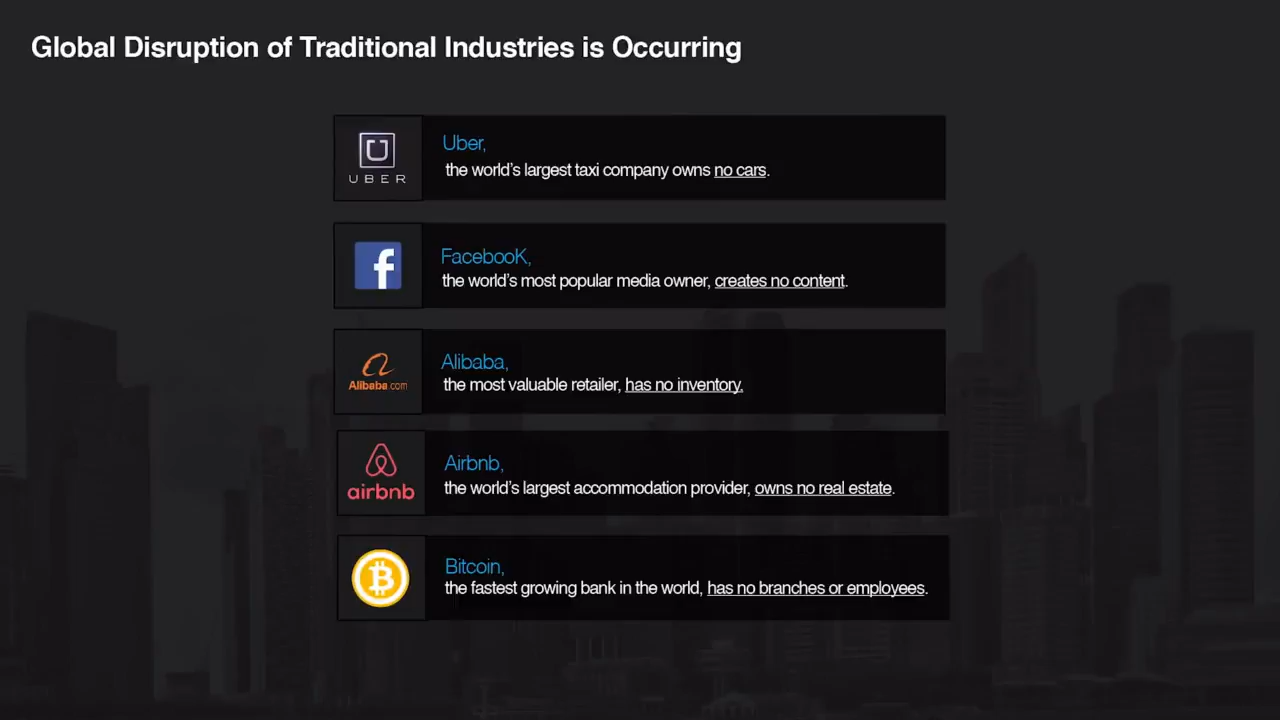 Global Disruption of Traditional Industries is Occurring
UBER
Uber,
the world's largest taxi company owns no cars.
f
FacebooK,
the world's most popular media owner, creates no content.
Alibaba.com
Alibaba,
the most valuable retailer, has no inventory.
airbnb
Airbnb,
the world's largest accommodation provider, owns no real estate.
Bitcoin,
the fastest growing bank in the world, has no branches or employees.